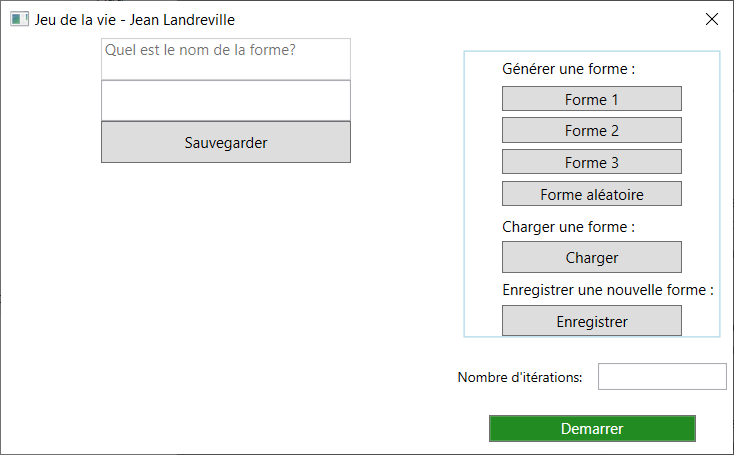 Jeu de la vie - Jean Landreville
Quel est le nom de la forme?
Sauvegarder
Générer une forme :
Forme 1
Forme 2
Forme 3
Forme aléatoire
Charger une forme :
Charger
Enregistrer une nouvelle forme :
Enregistrer
Nombre d'itérations:
Demarrer